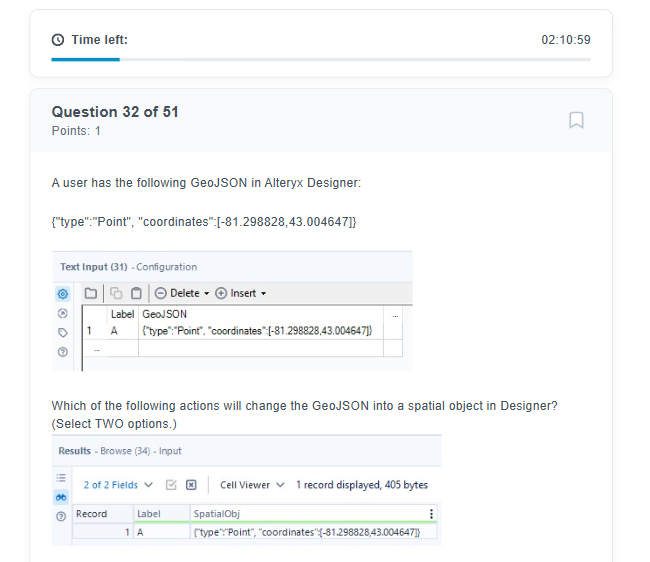 Time left: 02:10:59
Question 32 of 51
Points: 1
A user has the following GeoJSON in Alteryx Designer:
{"type":"Point", "coordinates":[-81.298828,43.004647]}
Text Input (31) - Configuration
Delete Insert
Label GeoJSON ...
1 A {"type":"Point", "coordinates":[-81.298828,43.004647]}
...
Which of the following actions will change the GeoJSON into a spatial object in Designer?
(Select TWO options.)
Results - Browse (34) - Input
2 of 2 Fields Cell Viewer 1 record displayed, 405 bytes
Record Label SpatialObj
1 A {"type":"Point", "coordinates":[-81.298828,43.004647]}